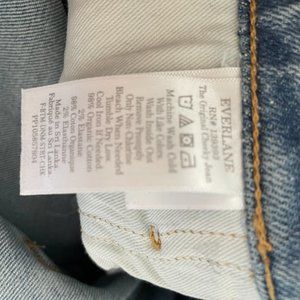 EVERLANE
RN#
The Original Cheeky Jean
Machine Wash Cold
Wash Inside Out
With Like Colors
Remove Promptly
Only Non-Chlorine
Bleach When Needed
Tumble Dry Low
Cool Iron If Needed
98% Organic Cotton
2% Elastane
98% Coton Organique
2% Elasthanne
Made in Sri Lanka
Fabriqué au Sri Lanka